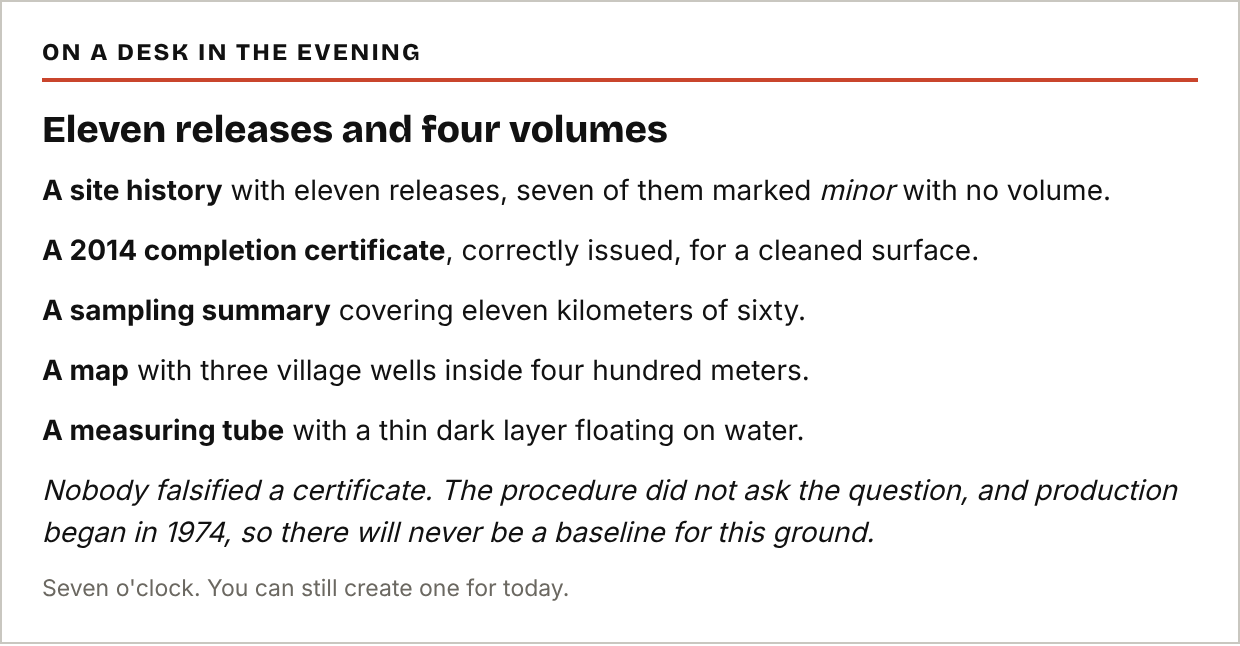 ON A DESK IN THE EVENING
Eleven releases and four volumes
A site history with eleven releases, seven of them marked minor with no volume.
A 2014 completion certificate, correctly issued, for a cleaned surface.
A sampling summary covering eleven kilometers of sixty.
A map with three village wells inside four hundred meters.
A measuring tube with a thin dark layer floating on water.
Nobody falsified a certificate. The procedure did not ask the question, and production
began in 1974, so there will never be a baseline for this ground.
Seven o'clock. You can still create one for today.